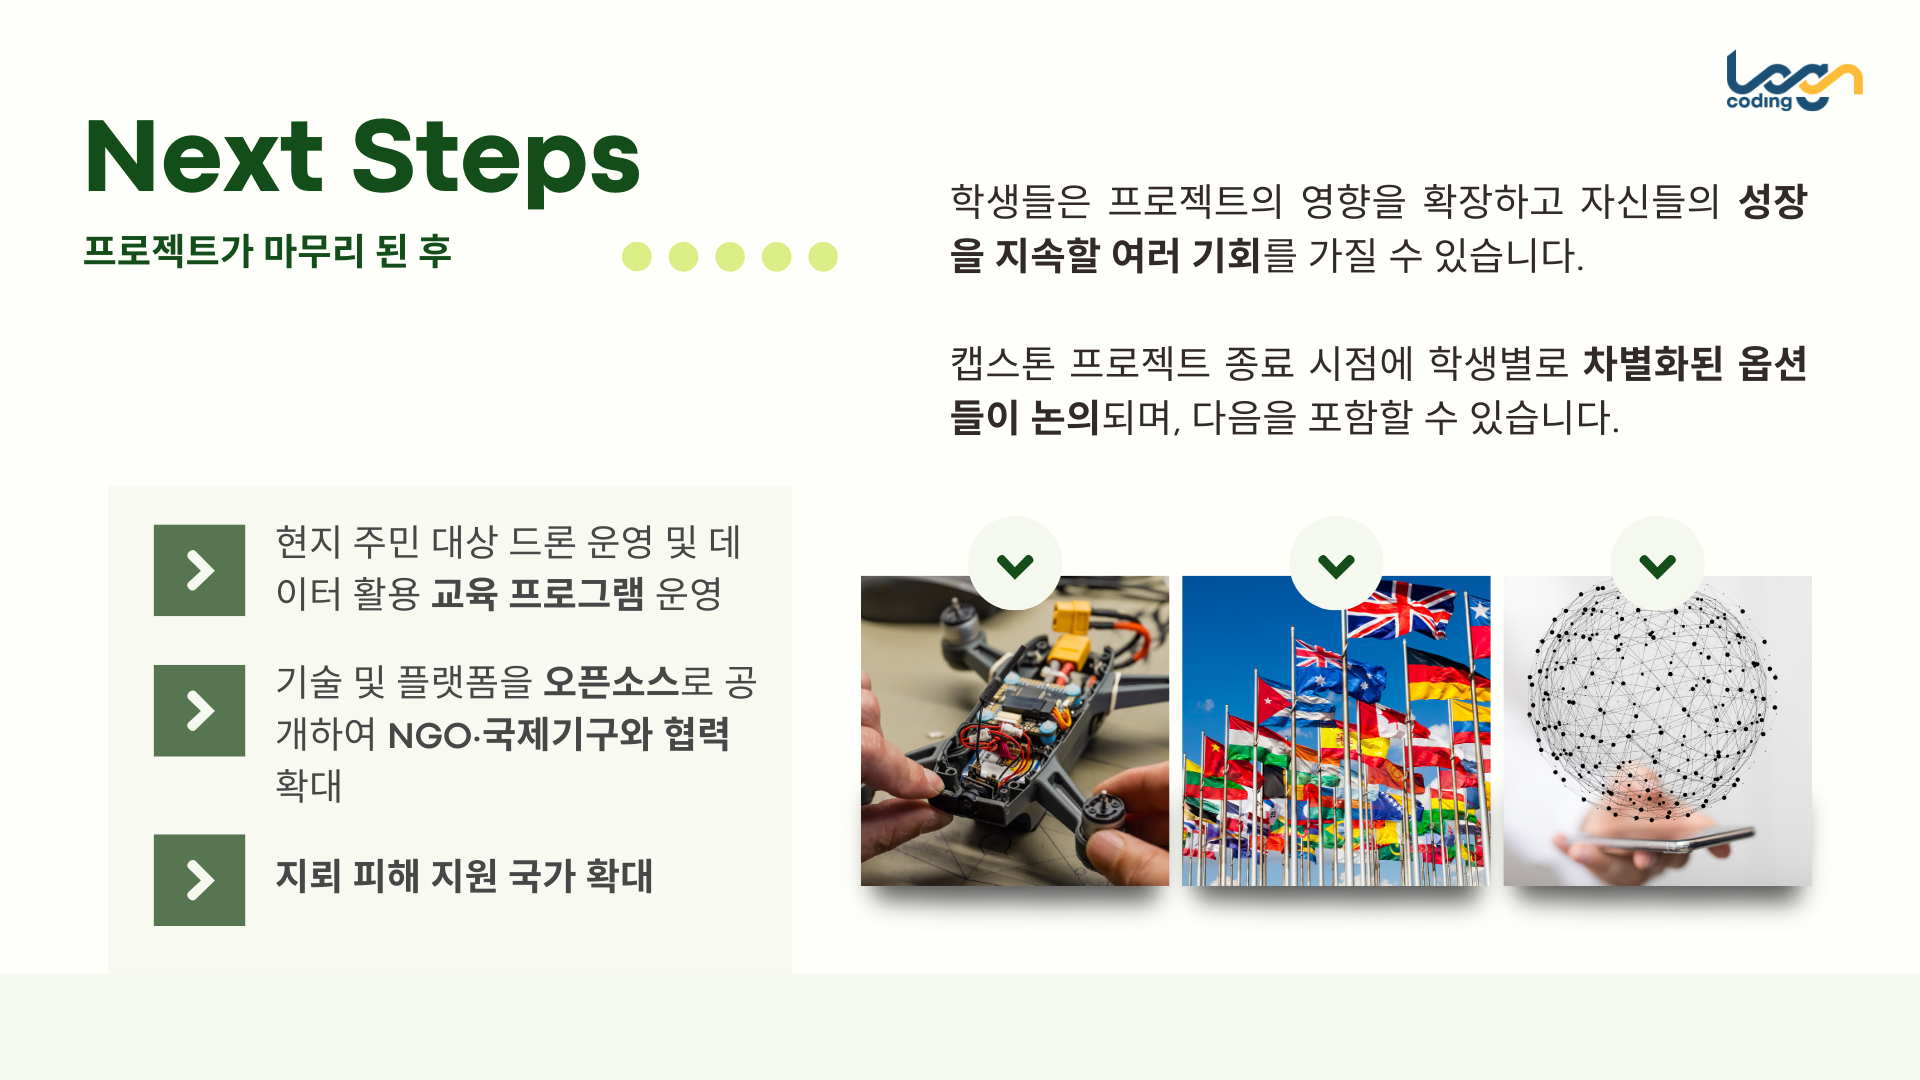 Next Steps
프로젝트가 마무리 된 후
coding
학생들은 프로젝트의 영향을 확장하고 자신들의 성장
을 지속할 여러 기회를 가질 수 있습니다.
캡스톤 프로젝트 종료 시점에 학생별로 차별화된 옵션
들이 논의되며, 다음을 포함할 수 있습니다.
현지 주민 대상 드론 운영 및 데
이터 활용 교육 프로그램 운영
기술 및 플랫폼을 오픈소스로 공
개하여 NGO·국제기구와 협력
확대
지뢰 피해 지원 국가 확대